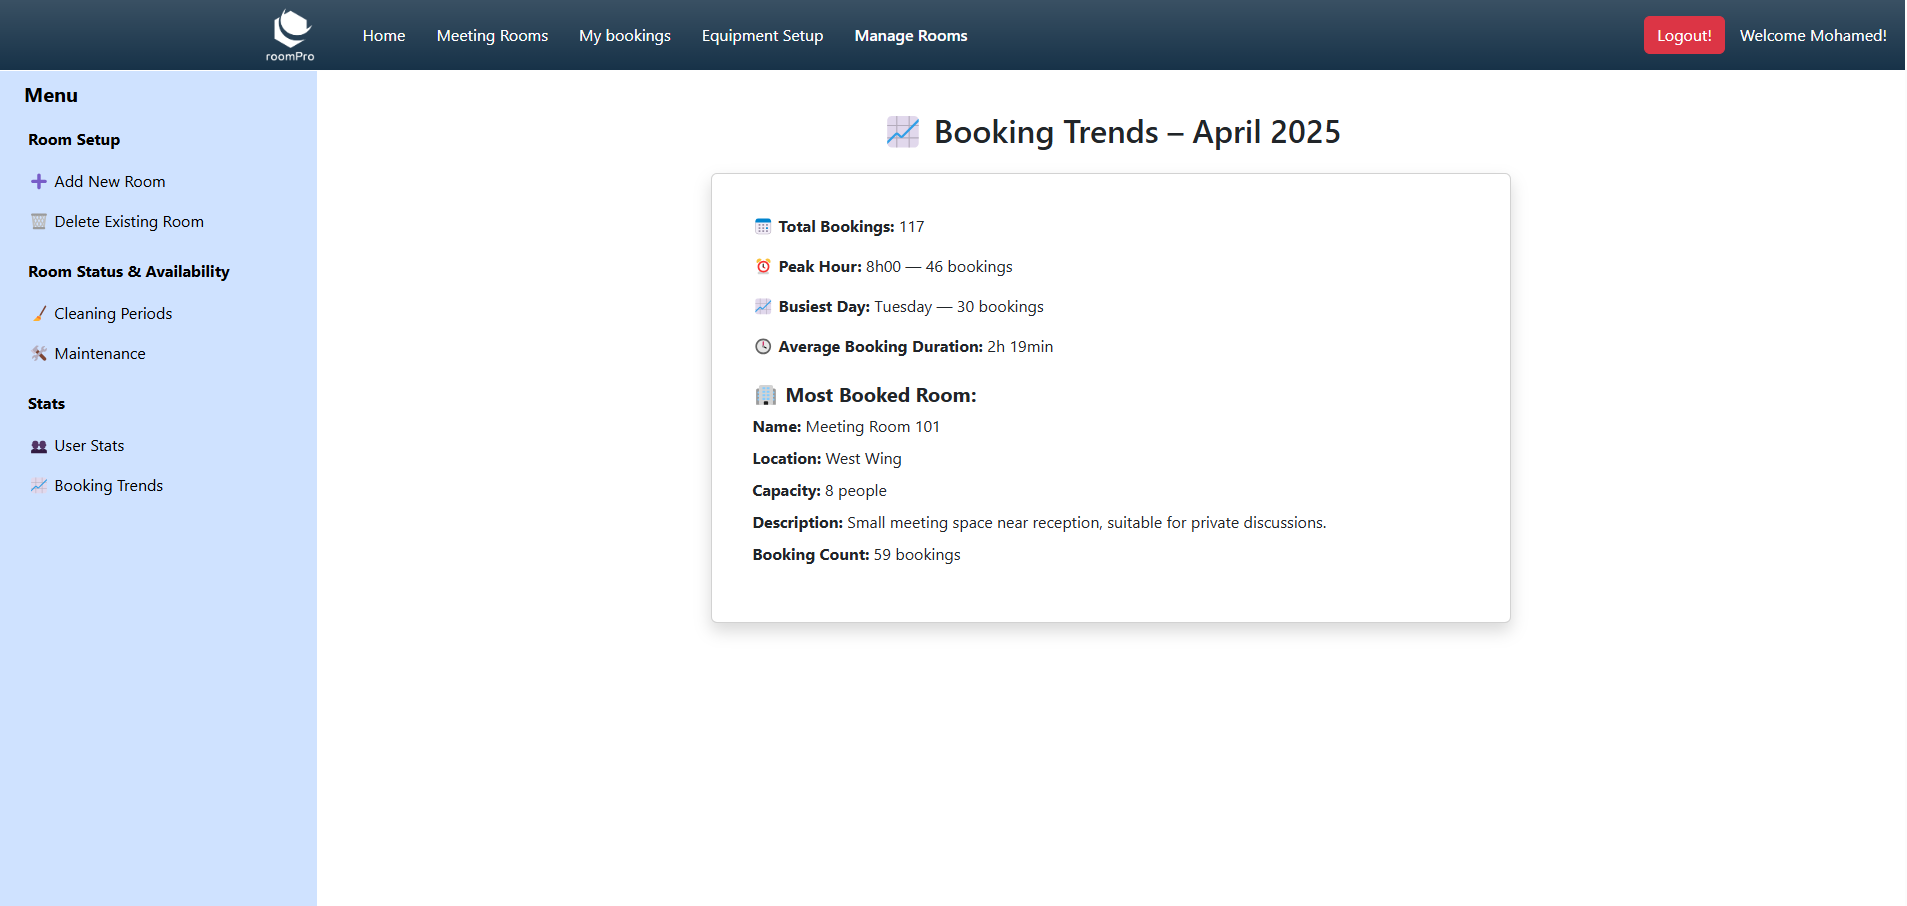 roomPro
Home Meeting Rooms My bookings Equipment Setup Manage Rooms Logout! Welcome Mohamed!
Menu
Room Setup
Add New Room
Delete Existing Room
Room Status & Availability
Cleaning Periods
Maintenance
Stats
User Stats
Booking Trends
Booking Trends – April 2025
Total Bookings: 117
Peak Hour: 8h00 — 46 bookings
Busiest Day: Tuesday — 30 bookings
Average Booking Duration: 2h 19min
Most Booked Room:
Name: Meeting Room 101
Location: West Wing
Capacity: 8 people
Description: Small meeting space near reception, suitable for private discussions.
Booking Count: 59 bookings